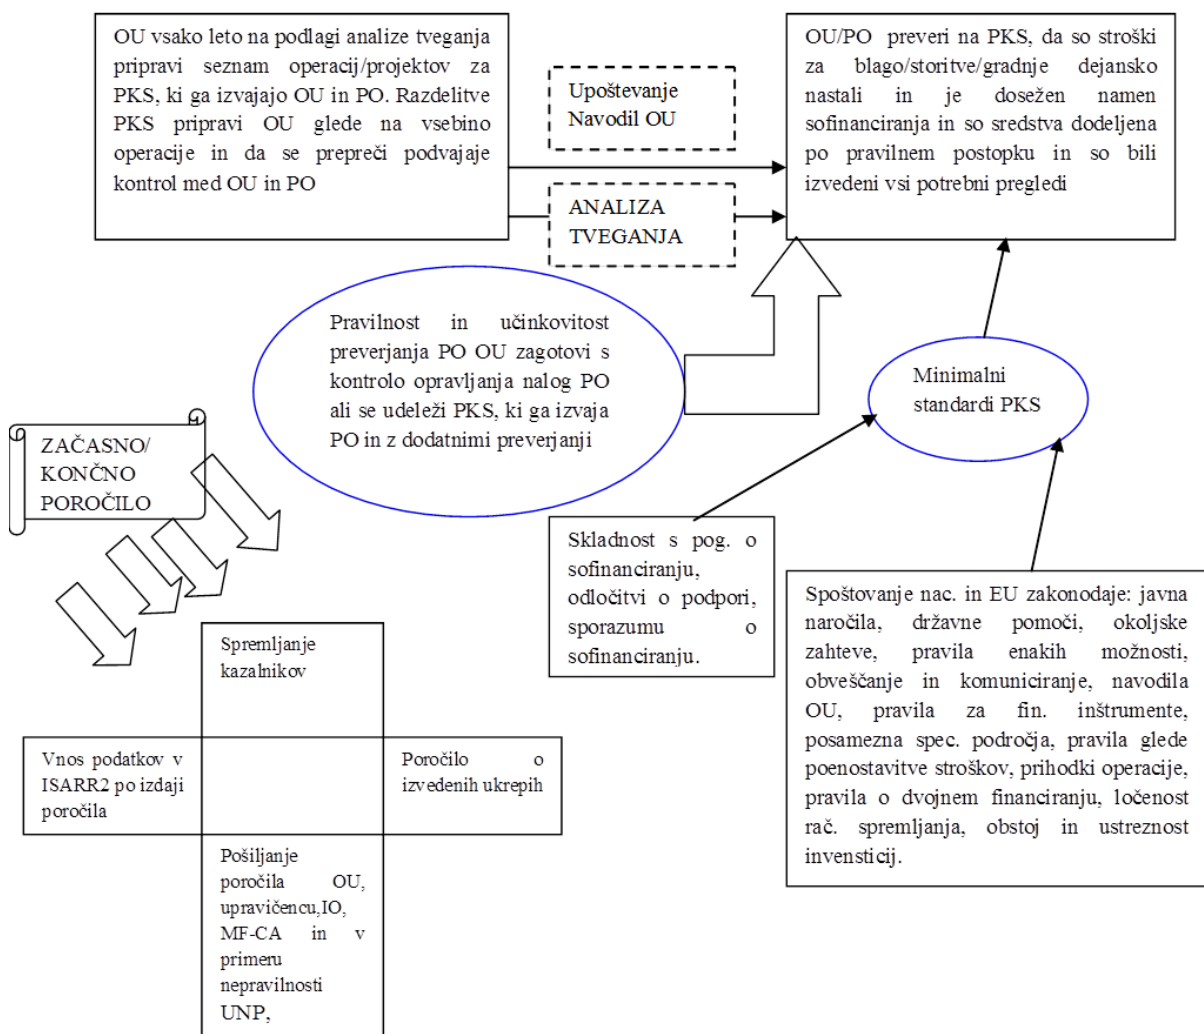 OU vsako leto na podlagi analize tveganja
pripravi seznam operacij/projektov za
PKS, ki ga izvajajo OU in PO. Razdelitve
PKS pripravi OU glede na vsebino
operacije in da se prepreči podvajaje
kontrol med OU in PO
Upoštevanje
Navodil OU
ANALIZA
TVEGANJA
OU/PO preveri na PKS, da so stroški
za blago/storitve/gradnje dejansko
nastali in je dosežen namen
sofinanciranja in so sredstva dodeljena
po pravilnem postopku in so bili
izvedeni vsi potrebni pregledi
Pravilnost in učinkovitost
preverjanja PO OU zagotovi s
kontrolo opravljanja nalog PO
ali se udeleži PKS, ki ga izvaja
PO in z dodatnimi preverjanji
Minimalni
standardi PKS
ZAČASNO/
KONČNO
POROČILO
Skladnost s pog. o
sofinanciranju,
odločitvi o podpori,
sporazumu o
sofinanciranju.
Spoštovanje nac. in EU zakonodaje: javna
naročila, državne pomoči, okoljske
zahteve, pravila enakih možnosti,
obveščanje in komuniciranje, navodila
OU, pravila za fin. inštrumente,
posamezna spec. področja, pravila glede
poenostavitve stroškov, prihodki operacije,
pravila o dvojnem financiranju, ločenost
rač. spremljanja, obstoj in ustreznost
invensticij.
Spremljanje
kazalnikov
Vnos podatkov v
ISARR2 po izdaji
poročila
Poročilo o
izvedenih ukrepih
Pošiljanje
poročila OU,
upravičencu,IO,
MF-CA in v
primeru
nepravilnosti
UNP,